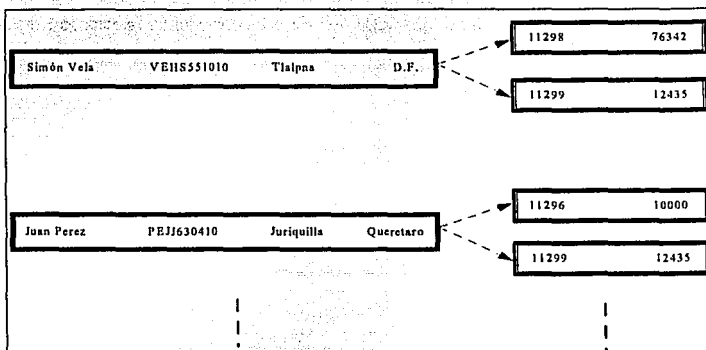 11298 76342
Simón Vela VEHS551010 Tlalpna D.F.
11299 12435
11296 10000
Juan Perez PEJJ630410 Juriquilla Queretaro
11299 12435